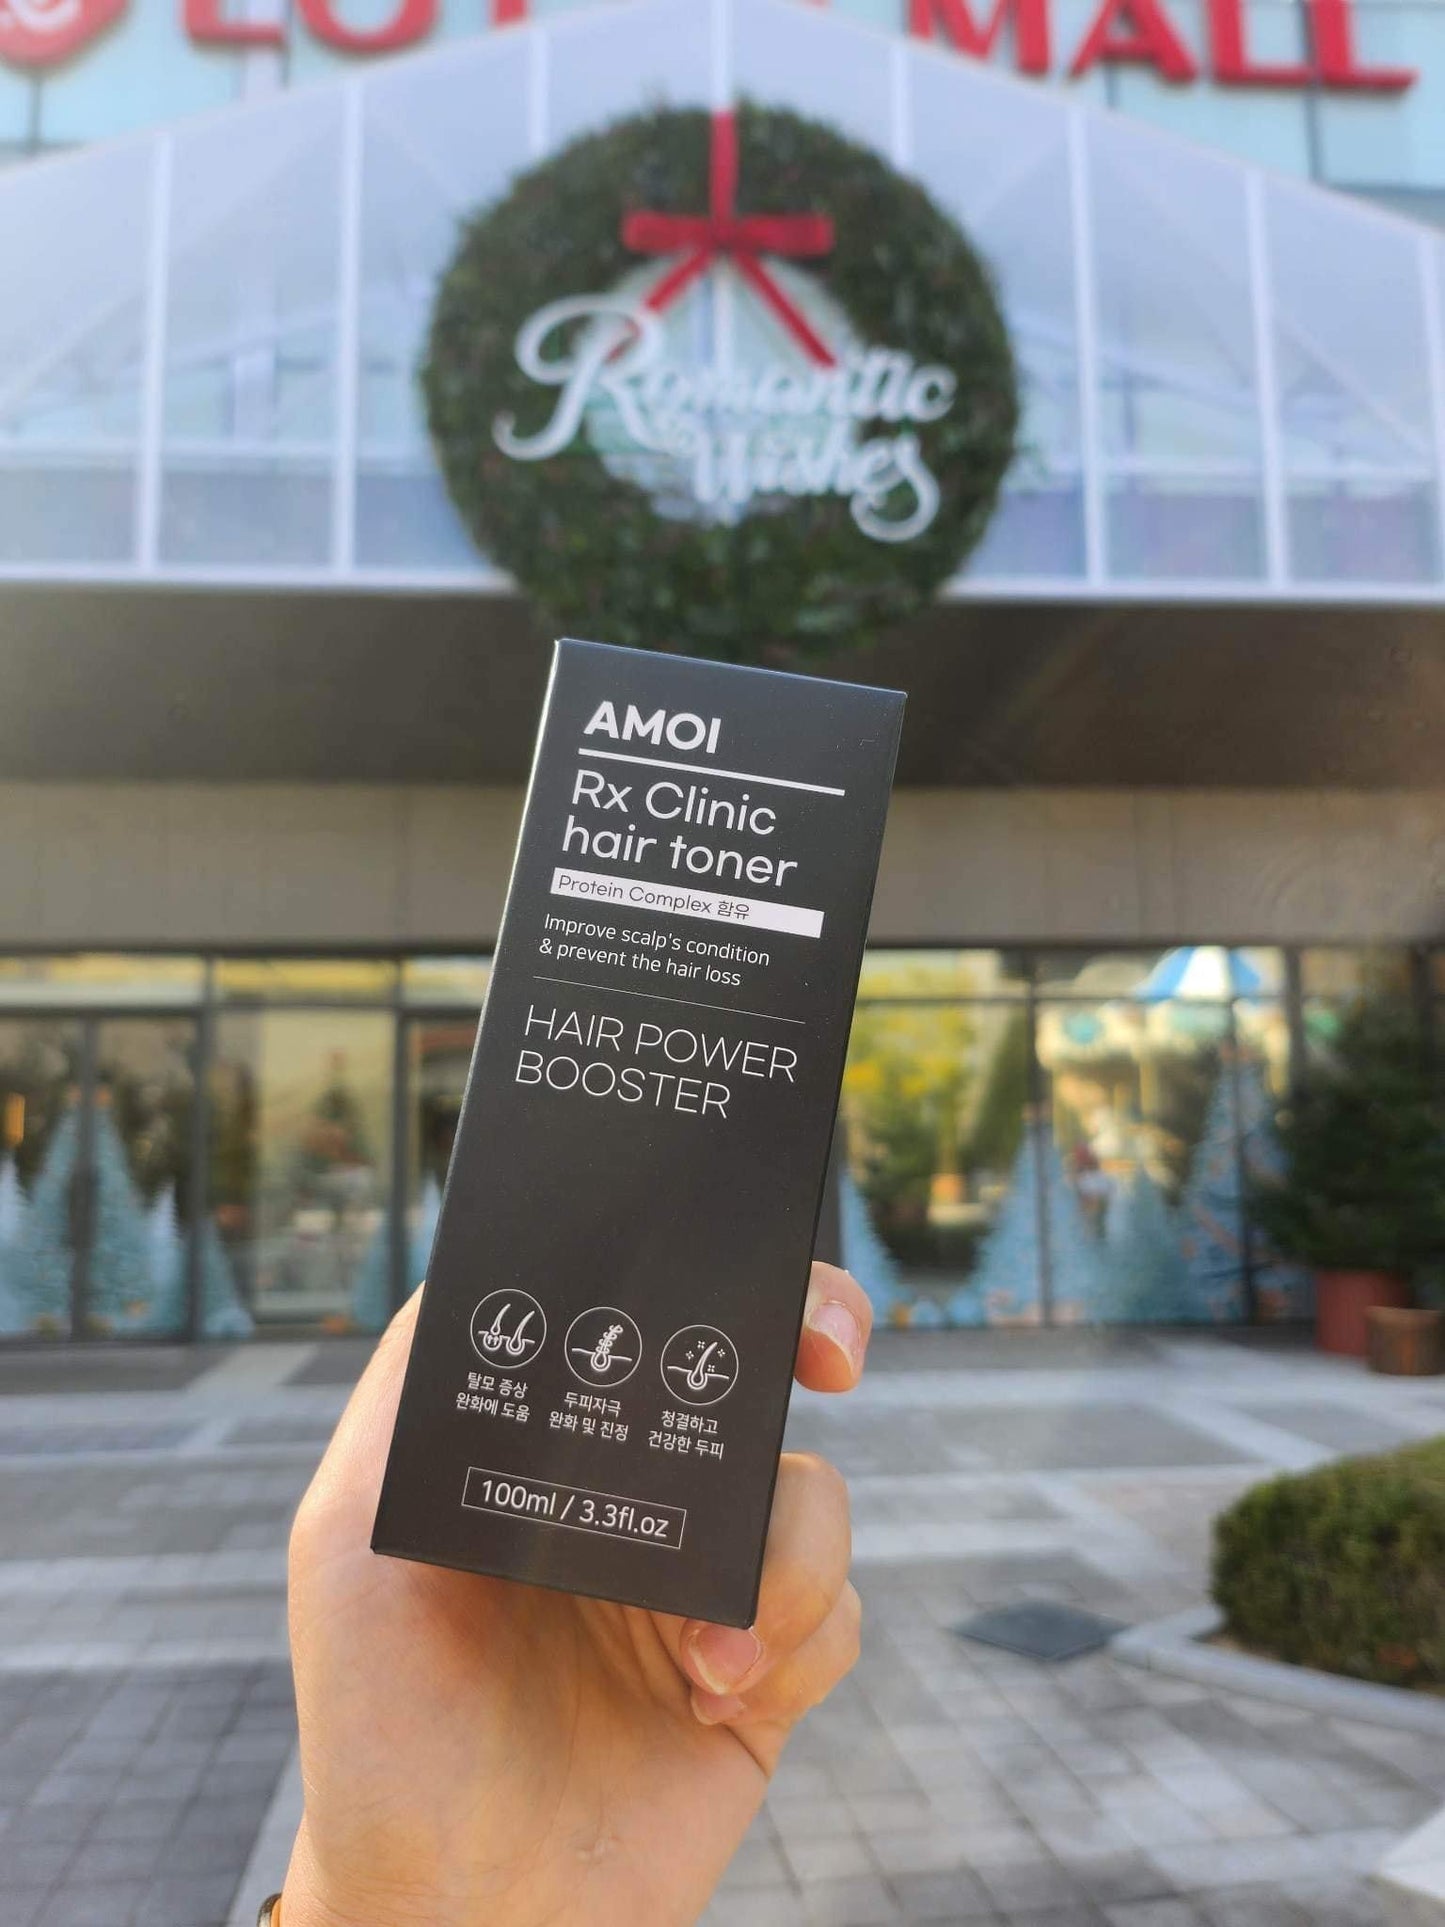 LOTTE MALL
Romantic
Wishes
AMOI
Rx Clinic
hair toner
Protein Complex 함유
Improve scalp's condition
& prevent the hair loss
HAIR POWER
BOOSTER
탈모 증상
완화에 도움
두피자극
완화 및 진정
청결하고
건강한 두피
100ml / 3.3fl.oz